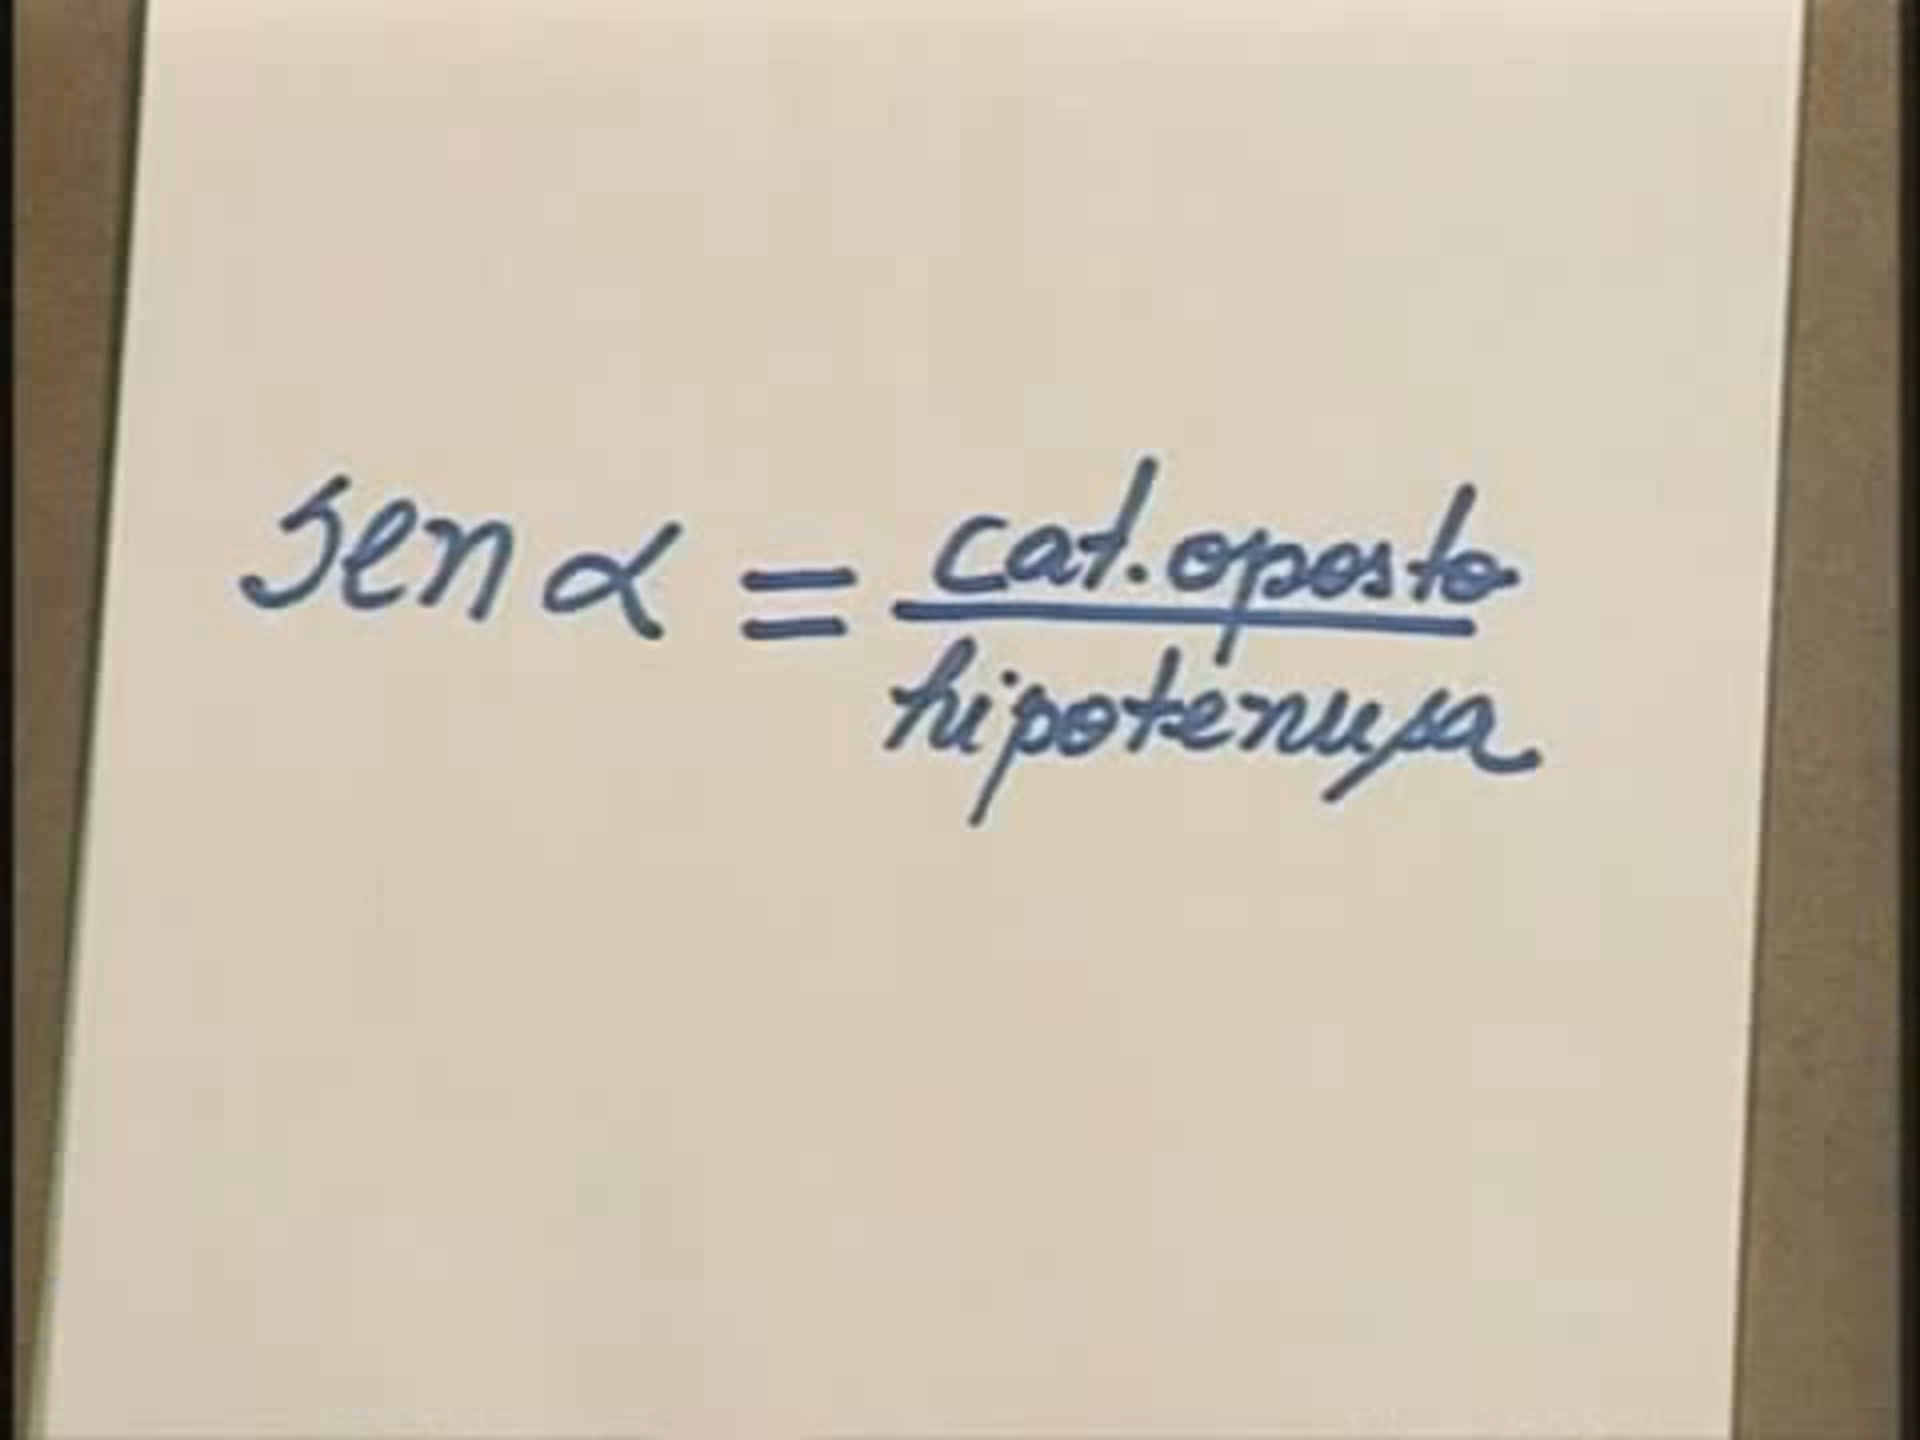 sen α = cat. oposto
hipotenusa